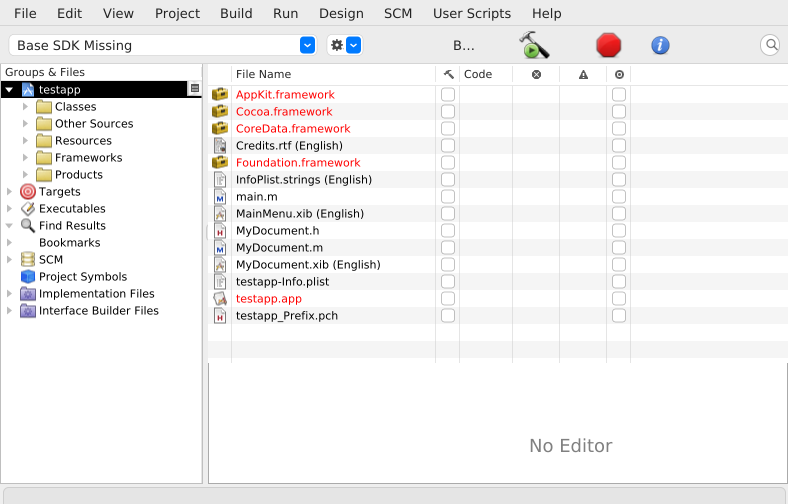 File Edit View Project Build Run Design SCM User Scripts Help
Base SDK Missing B...
Groups & Files
testapp
Classes
Other Sources
Resources
Frameworks
Products
Targets
Executables
Find Results
Bookmarks
SCM
Project Symbols
Implementation Files
Interface Builder Files
File Name Code
AppKit.framework
Cocoa.framework
CoreData.framework
Credits.rtf (English)
Foundation.framework
InfoPlist.strings (English)
main.m
MainMenu.xib (English)
MyDocument.h
MyDocument.m
MyDocument.xib (English)
testapp-Info.plist
testapp.app
testapp_Prefix.pch
No Editor